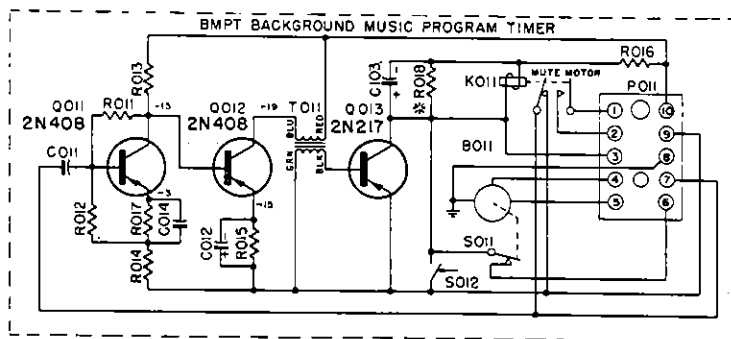 BMPT BACKGROUND MUSIC PROGRAM TIMER
R013
R016
C103
-
+
R018
K011
MUTE MOTOR
P011
Q011
2N408
R011
-15
Q012
2N408
-19
T011
BLU
RED
GRN
BLK
Q013
2N217
1
10
2
9
3
8
4
7
5
6
C011
B011
-3
R012
R017
C014
R014
-15
C012
-
+
R015
S011
S012